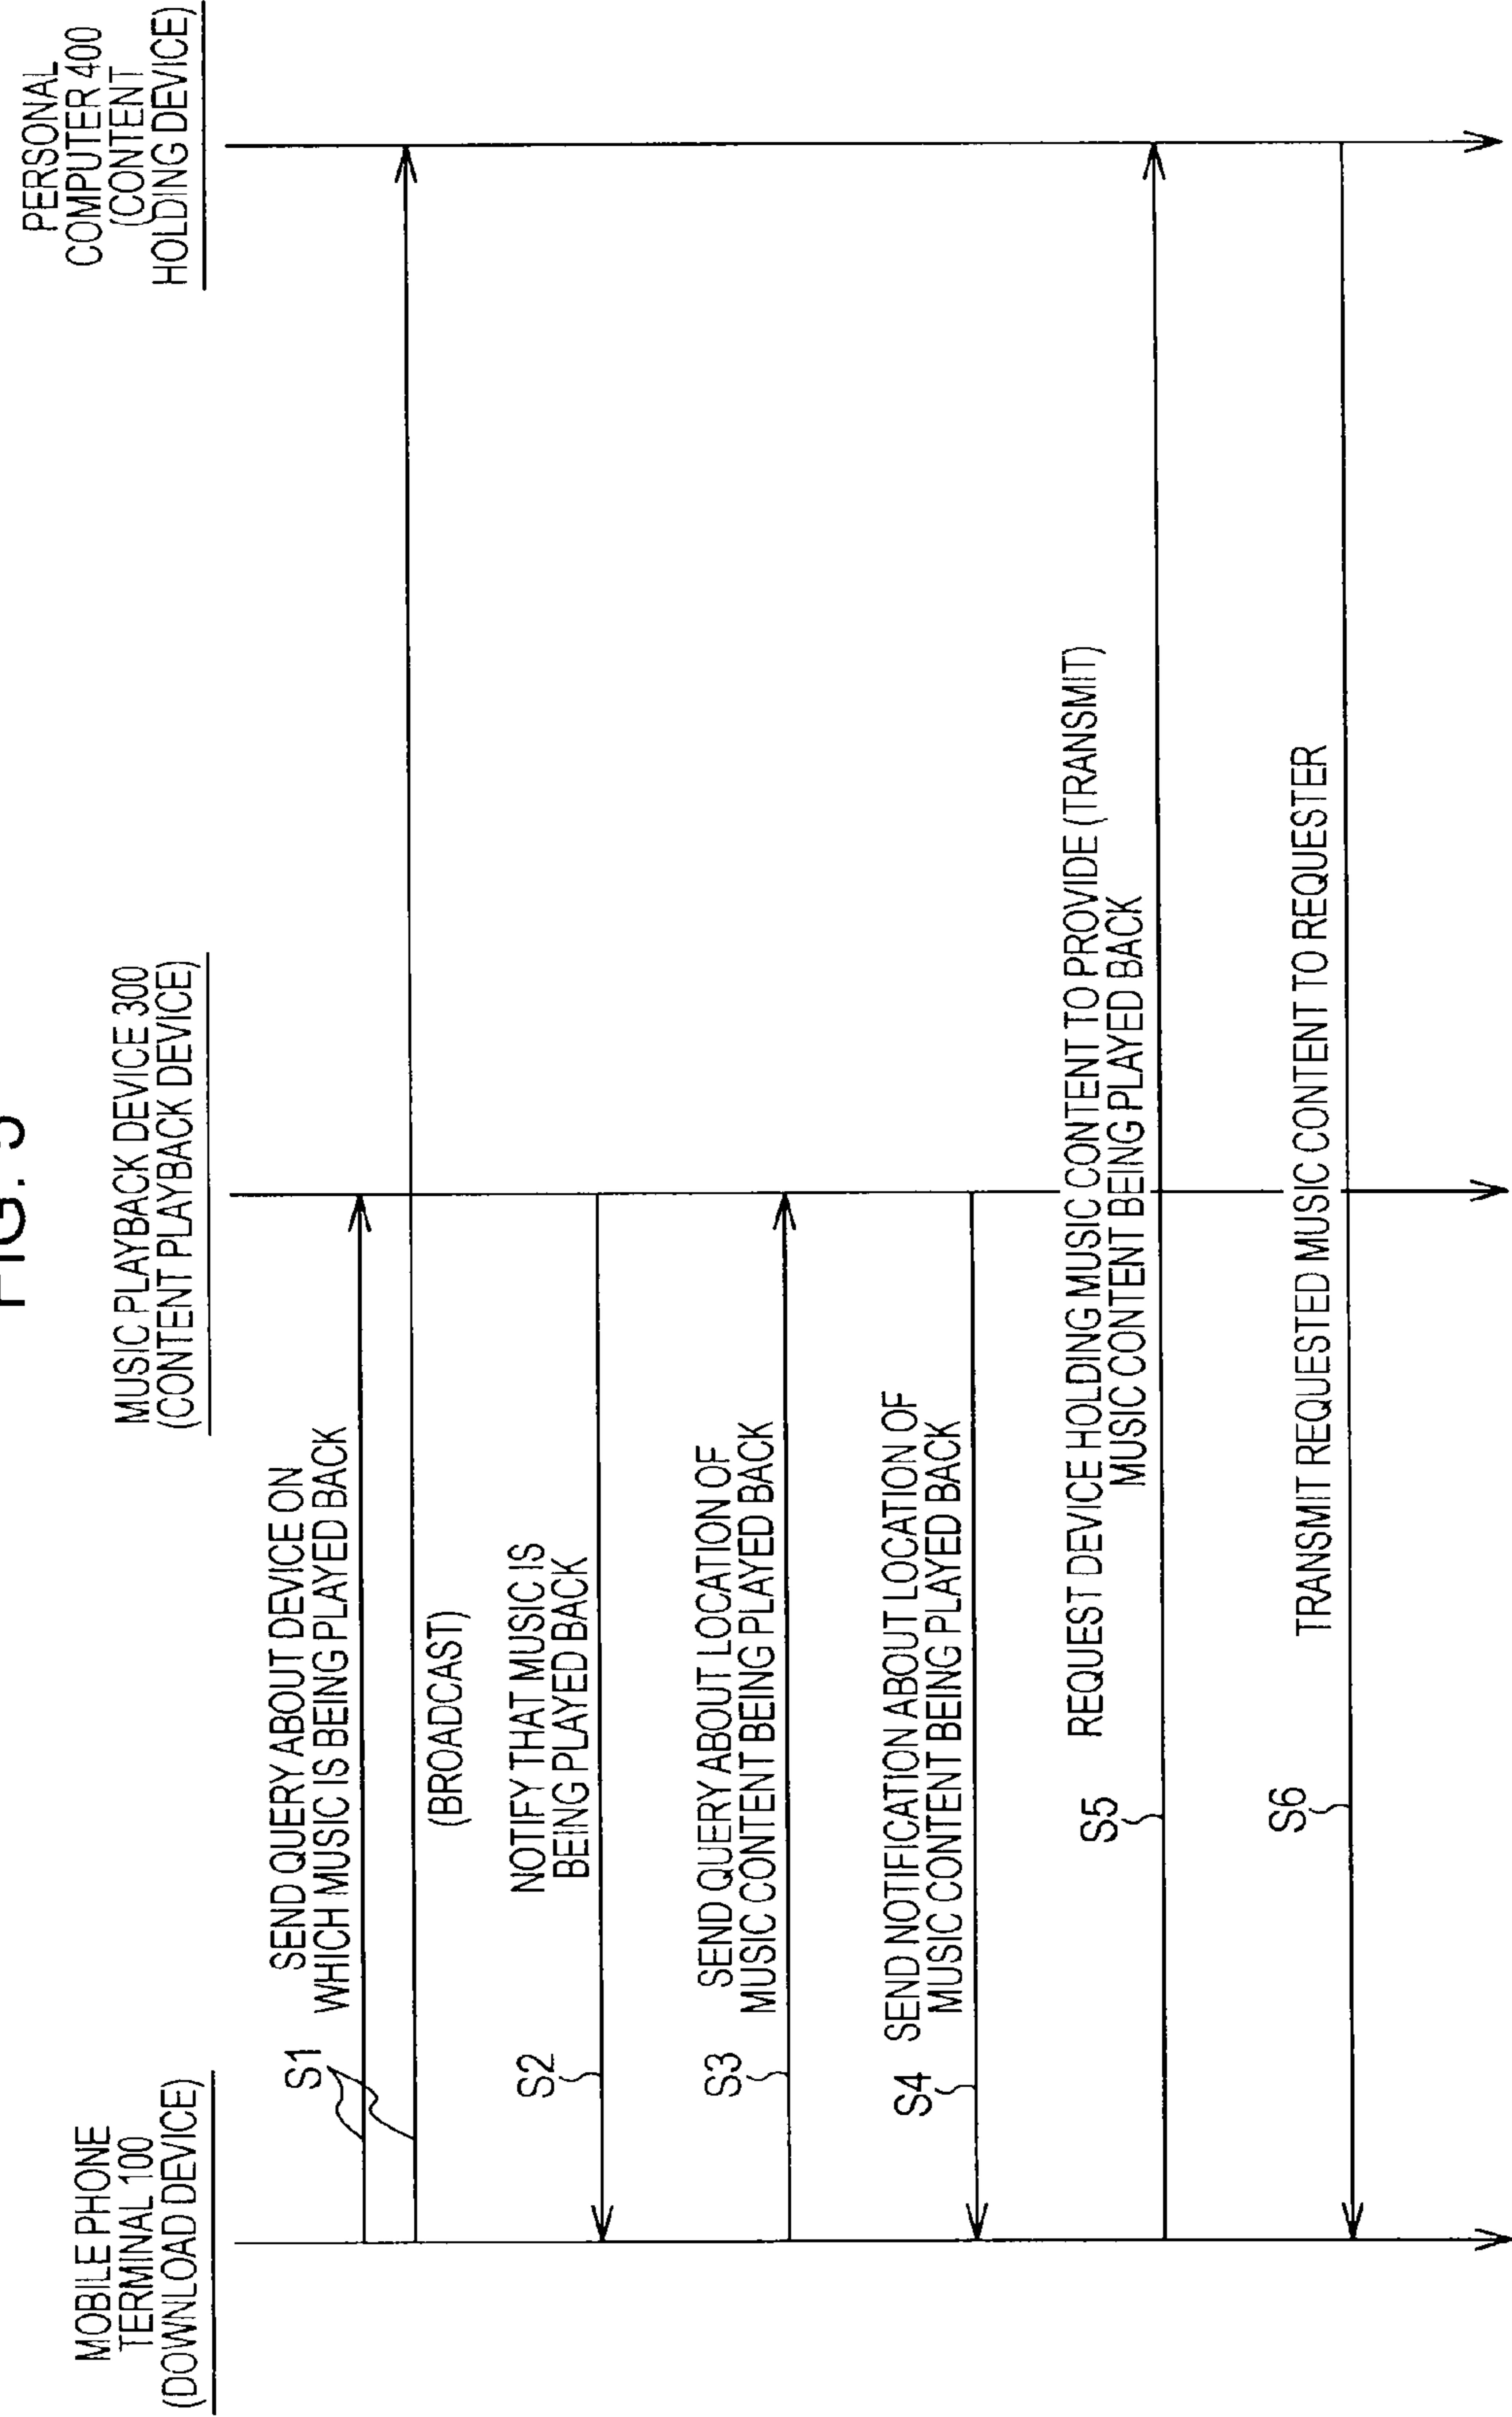 FIG. 5
MOBILE PHONE
TERMINAL 100
(DOWNLOAD DEVICE)
MUSIC PLAYBACK DEVICE 300
(CONTENT PLAYBACK DEVICE)
PERSONAL
COMPUTER 400
(CONTENT
HOLDING DEVICE)
S1
SEND QUERY ABOUT DEVICE ON
WHICH MUSIC IS BEING PLAYED BACK
(BROADCAST)
S2
NOTIFY THAT MUSIC IS
BEING PLAYED BACK
S3
SEND QUERY ABOUT LOCATION OF
MUSIC CONTENT BEING PLAYED BACK
S4
SEND NOTIFICATION ABOUT LOCATION OF
MUSIC CONTENT BEING PLAYED BACK
S5
REQUEST DEVICE HOLDING MUSIC CONTENT TO PROVIDE (TRANSMIT)
MUSIC CONTENT BEING PLAYED BACK
S6
TRANSMIT REQUESTED MUSIC CONTENT TO REQUESTER